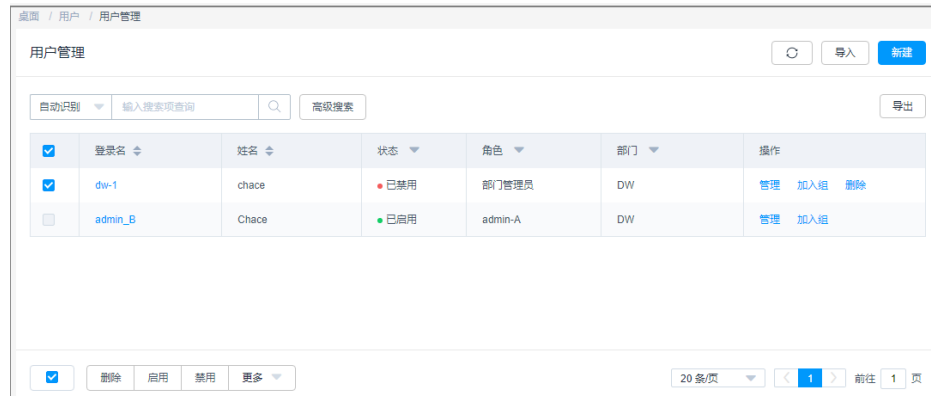 桌面 / 用户 / 用户管理
用户管理 导入 新建
自动识别 输入搜索项查询 高级搜索 导出
登录名 姓名 状态 角色 部门 操作
dw-1 chace 已禁用 部门管理员 DW 管理 加入组 删除
admin_B Chace 已启用 admin-A DW 管理 加入组
删除 启用 禁用 更多 20 条/页 1 前往 1 页